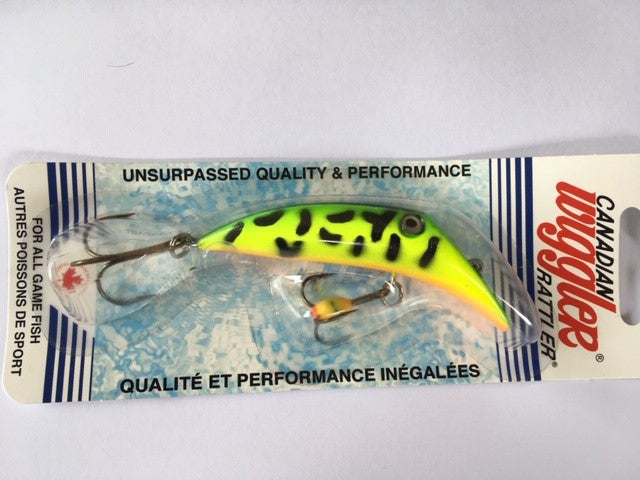 UNSURPASSED QUALITY & PERFORMANCE
FOR ALL GAME FISH
AUTRES POISSONS DE SPORT
CANADIAN
Wiggler®
RATTLER®
QUALITÉ ET PERFORMANCE INÉGALÉES